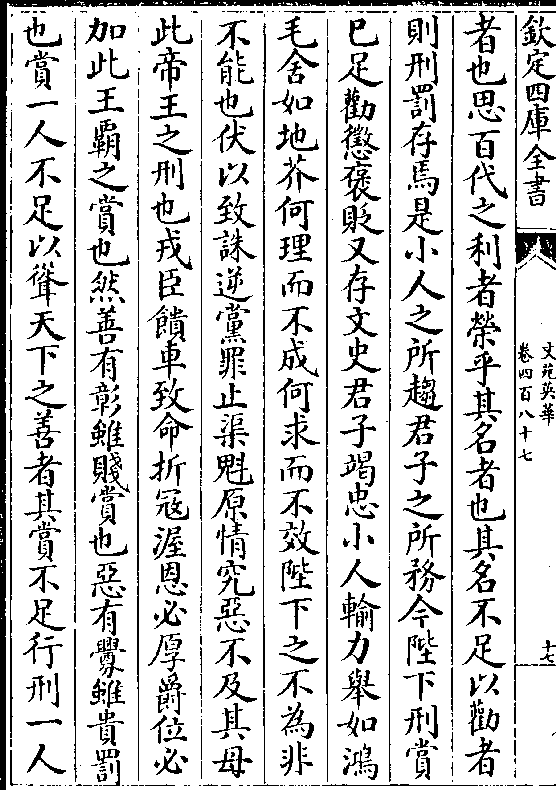 欽定四庫全書
文苑英華
卷四百八十七
十七
者也思百代之利者榮乎其名者也其名不足以勸者
則刑罰存焉是小人之所趨君子之所務今陛下刑賞
已足勸懲褒貶又存文史君子竭忠小人輸力舉如鴻
毛舍如地芥何理而不成何求而不效陛下之不為非
不能也伏以致誅逆黨罪止渠魁原情究惡不及其母
此帝王之刑也戎臣僨車致命折冦渥恩必厚爵位必
加此王覇之賞也然善有彰雖賤賞也惡有釁雖貴罰
也賞一人不足以聳天下之善者其賞不足行刑一人